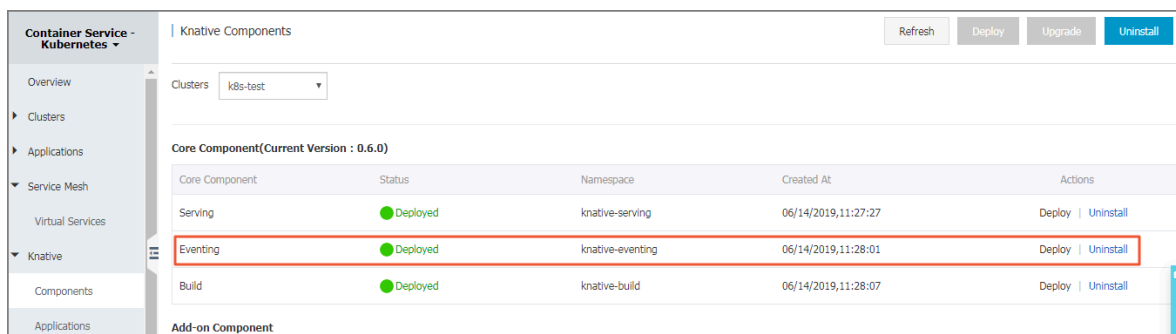 Container Service -
Kubernetes
Knative Components
Refresh
Deploy
Upgrade
Uninstall
Overview
Clusters
Applications
Service Mesh
Virtual Services
Knative
Components
Applications
Clusters k8s-test
Core Component(Current Version : 0.6.0)
Core Component Status Namespace Created At Actions
Serving Deployed knative-serving 06/14/2019,11:27:27 Deploy | Uninstall
Eventing Deployed knative-eventing 06/14/2019,11:28:01 Deploy | Uninstall
Build Deployed knative-build 06/14/2019,11:28:07 Deploy | Uninstall
Add-on Component